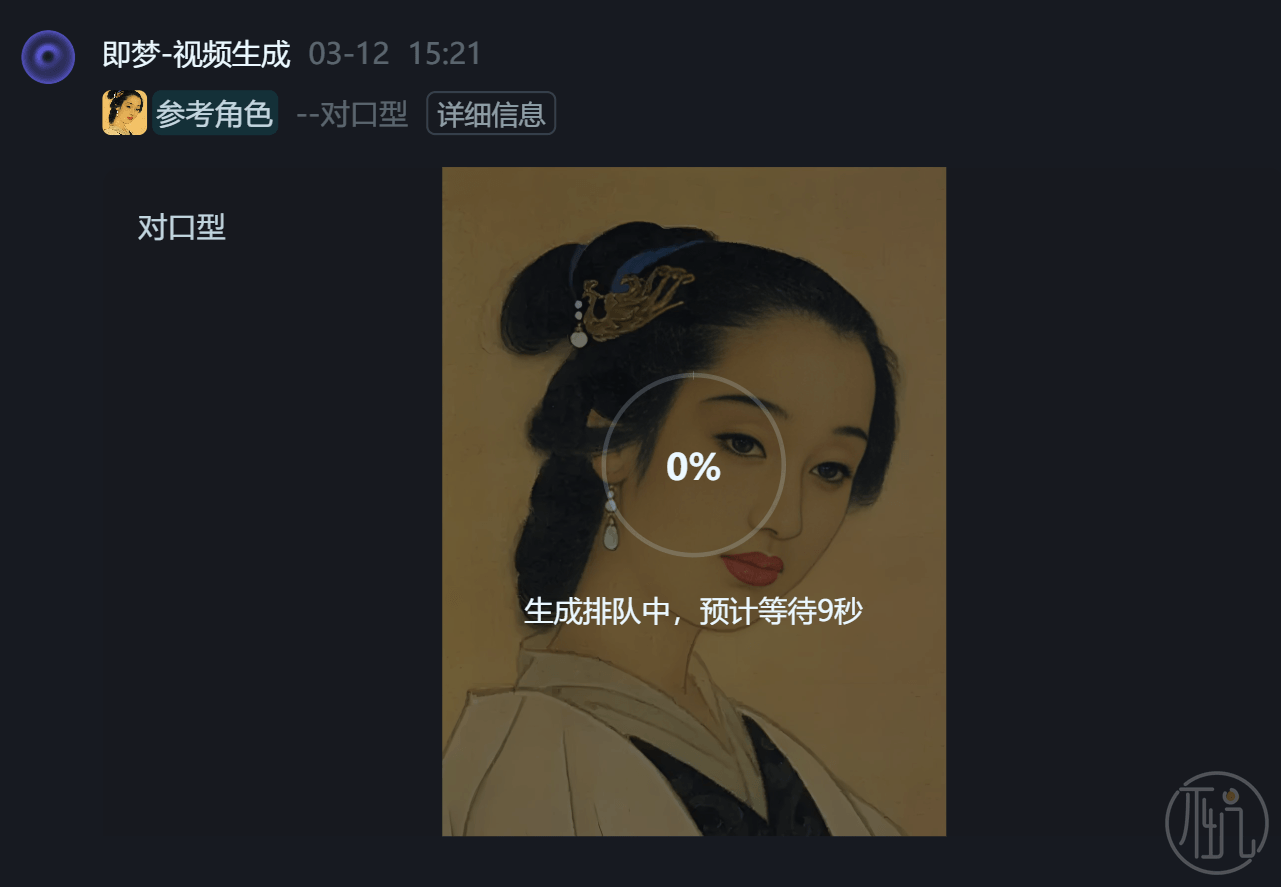 即梦-视频生成 03-12 15:21
参考角色 --对口型 详细信息
对口型
0%
生成排队中，预计等待9秒